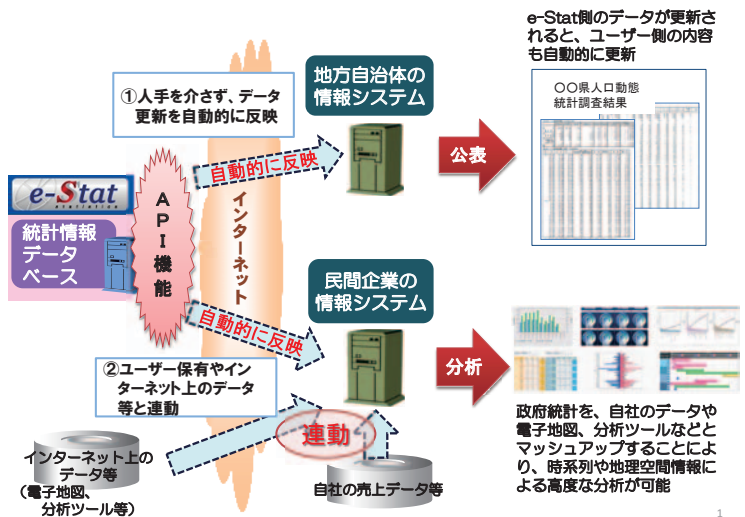 e-Stat側のデータが更新さ
れると、ユーザー側の内容
も自動的に更新
地方自治体の
情報システム
①人手を介さず、データ
更新を自動的に反映
〇〇県人口動態
統計調査結果
自動的に反映
公表
e-Stat
statistics
API機能
インターネット
統計情報
データ
ベース
民間企業の
情報システム
自動的に反映
分析
②ユーザー保有やイン
ターネット上のデータ
等と連動
連動
政府統計を、自社のデータや
電子地図、分析ツールなどと
マッシュアップすることによ
り、時系列や地理空間情報に
よる高度な分析が可能
インターネット上の
データ等
（電子地図、
分析ツール等）
自社の売上データ等
1